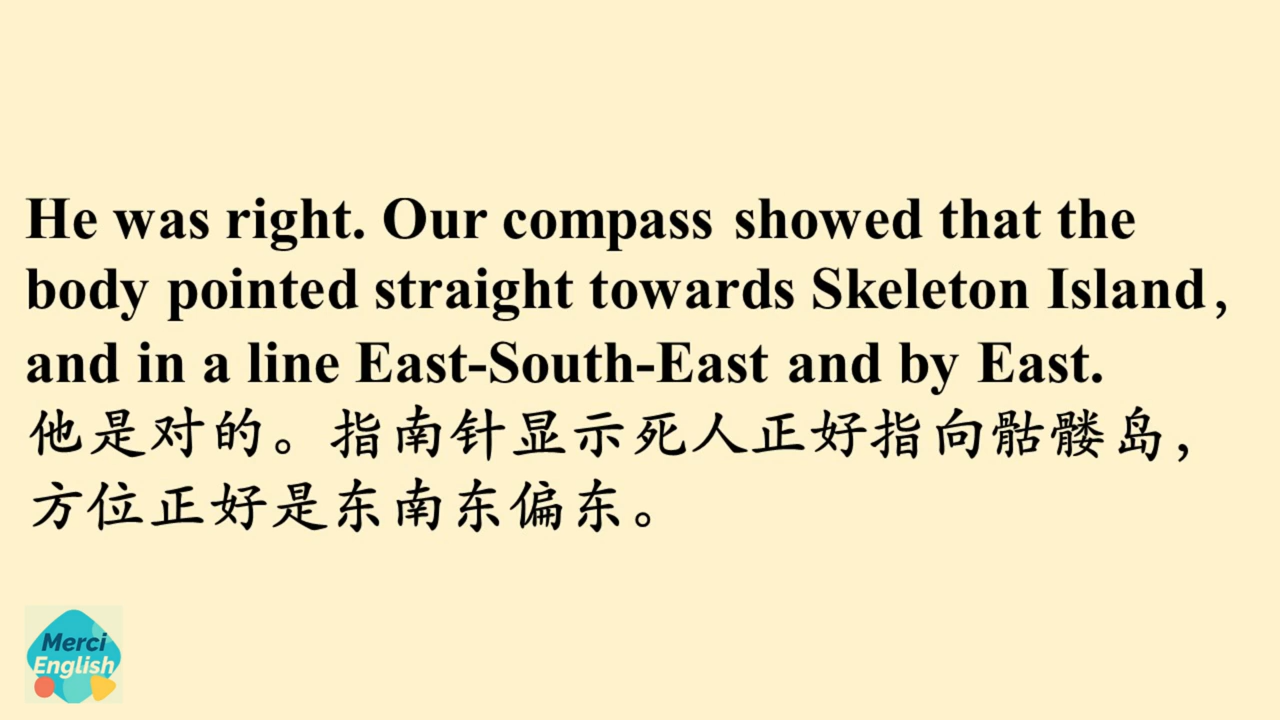 He was right. Our compass showed that the
body pointed straight towards Skeleton Island，
and in a line East-South-East and by East.
他是对的。指南针显示死人正好指向骷髅岛，
方位正好是东南东偏东。
Merci
English